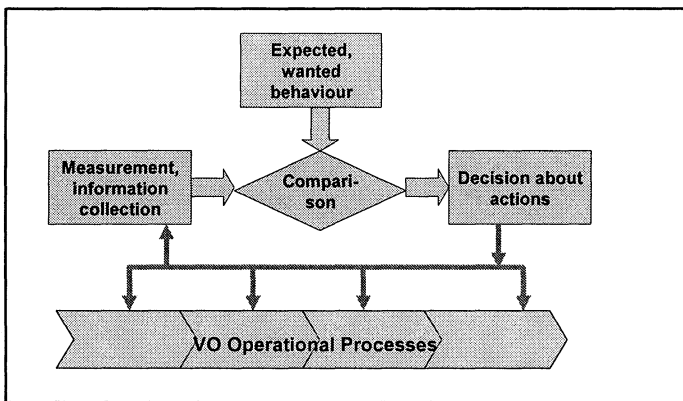 Expected,
wanted
behaviour
Measurement,
information
collection
Compari-
son
Decision about
actions
VO Operational Processes